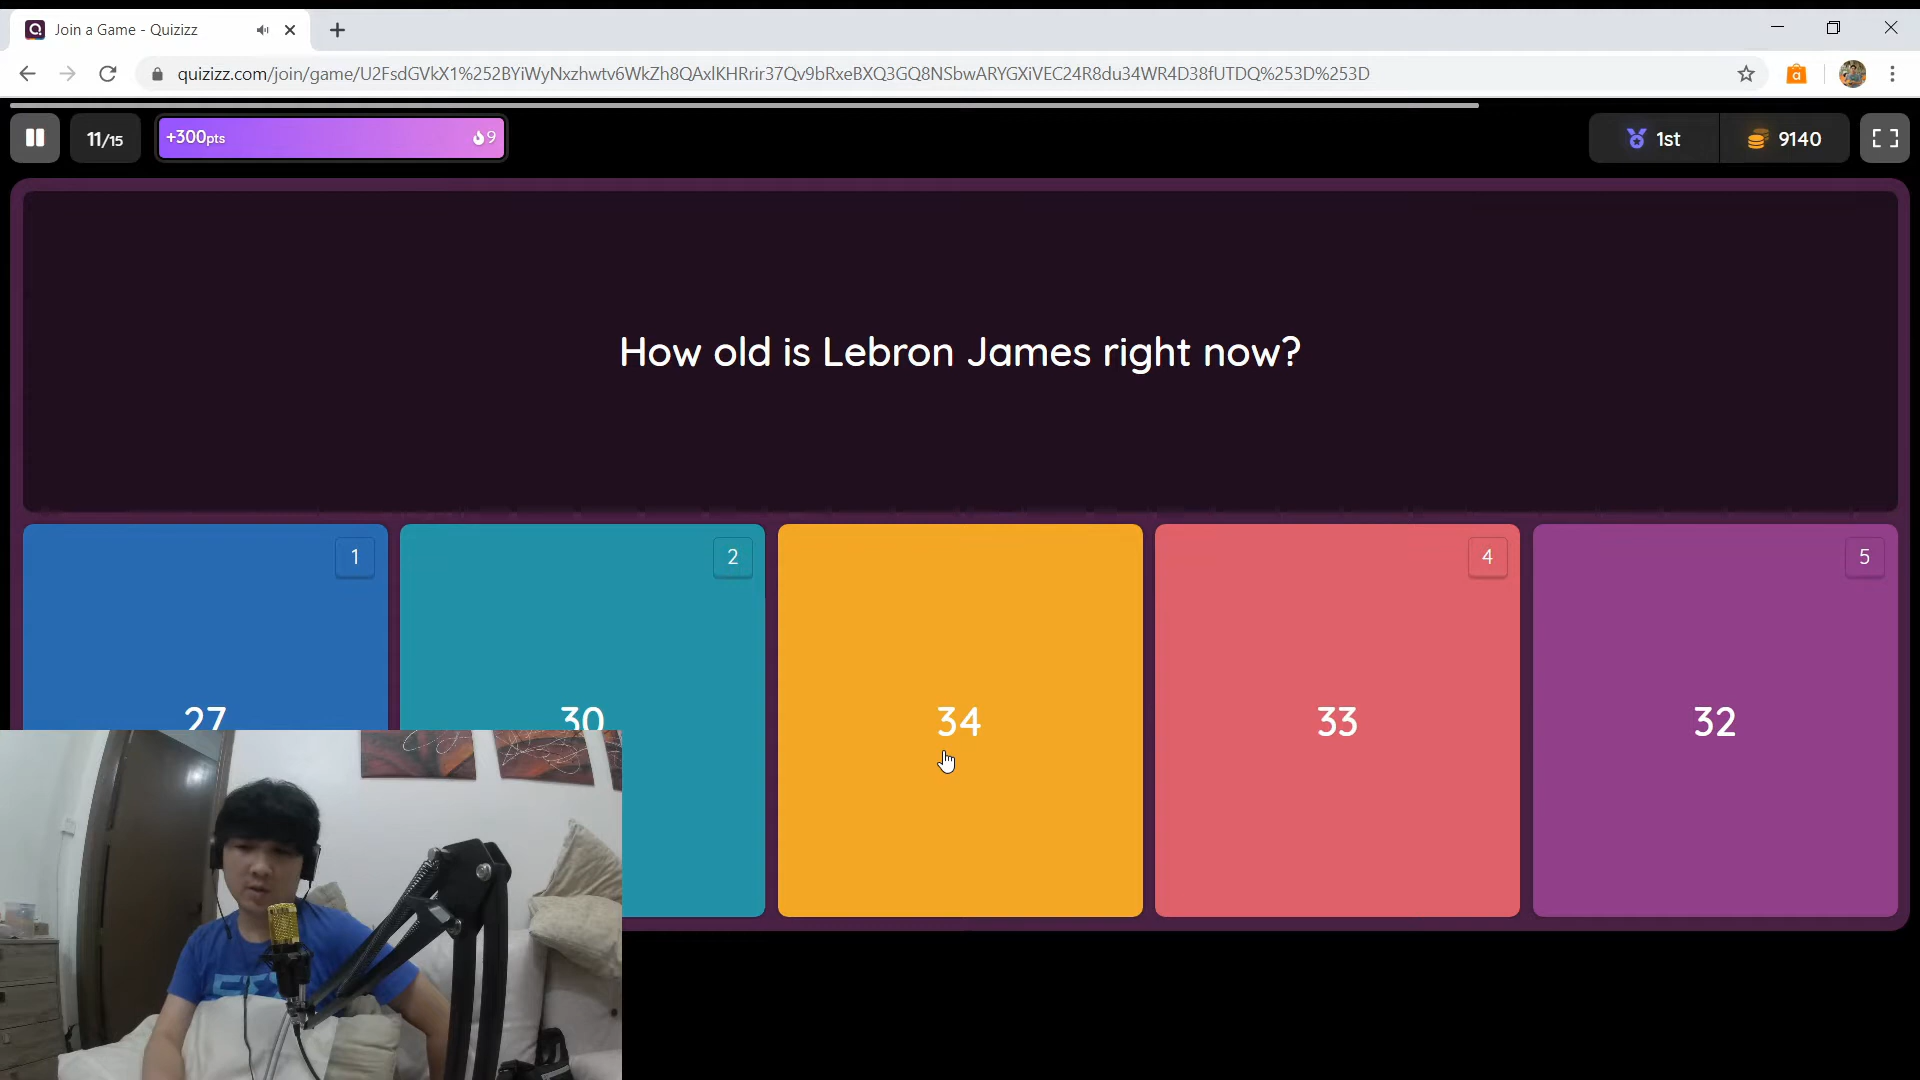 Join a Game - Quizizz
quizizz.com/join/game/U2FsdGVkX1%252BYiWyNxzhwtv6WkZh8QAxlKHRrir37Qv9bRxeBXQ3GQ8NSbwARYGXiVEC24R8du34WR4D38fUTDQ%253D%253D
11/15
+300pts
9
1st
9140
How old is Lebron James right now?
1
2
4
5
27
30
34
33
32